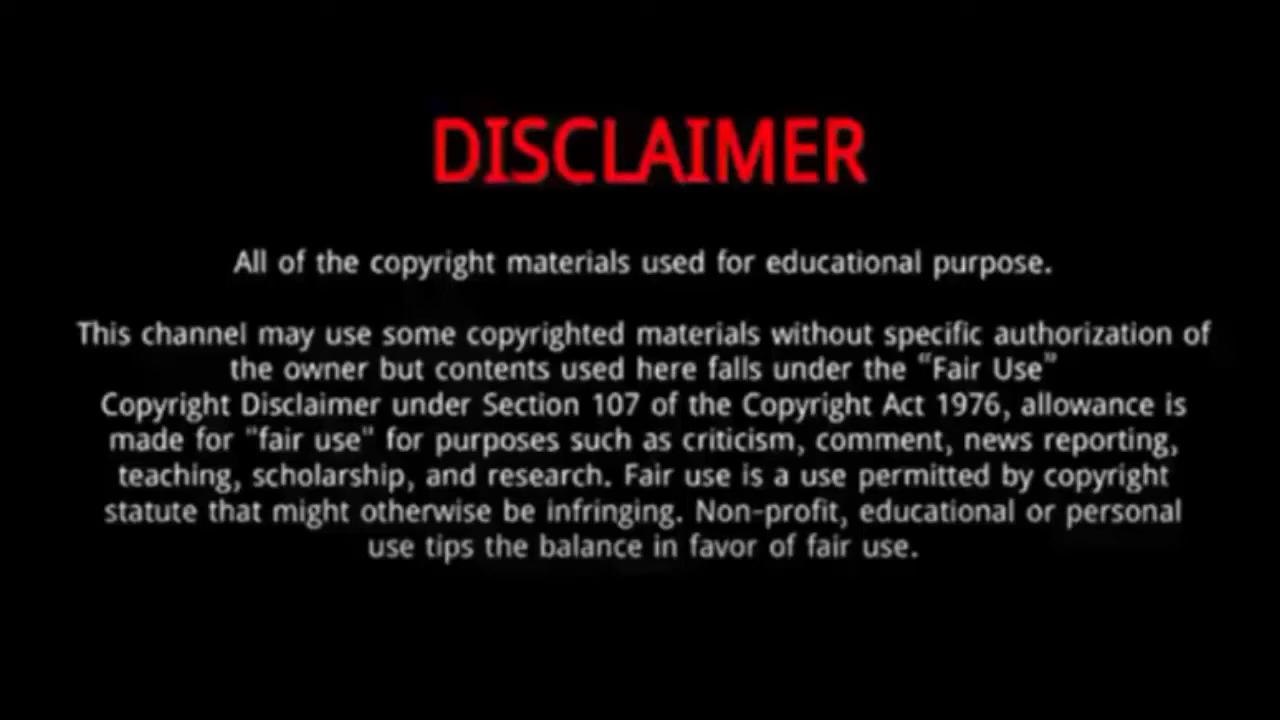 DISCLAIMER
All of the copyright materials used for educational purpose.
This channel may use some copyrighted materials without specific authorization of
the owner but contents used here falls under the “Fair Use”
Copyright Disclaimer under Section 107 of the Copyright Act 1976, allowance is
made for "fair use" for purposes such as criticism, comment, news reporting,
teaching, scholarship, and research. Fair use is a use permitted by copyright
statute that might otherwise be infringing. Non-profit, educational or personal
use tips the balance in favor of fair use.